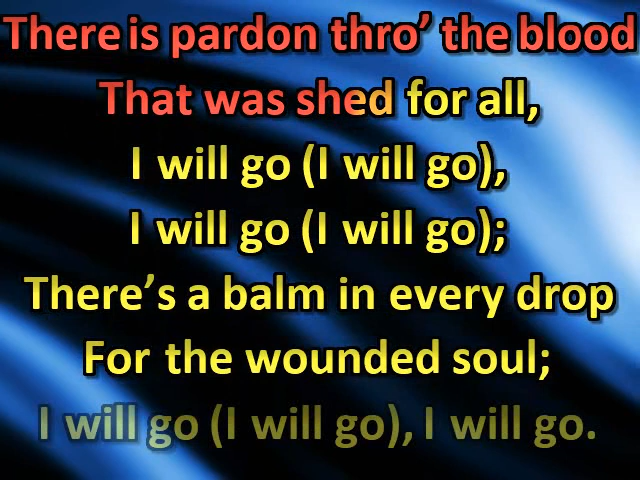 There is pardon thro’ the blood
That was shed for all,
I will go (I will go),
I will go (I will go);
There’s a balm in every drop
For the wounded soul;
I will go (I will go), I will go.